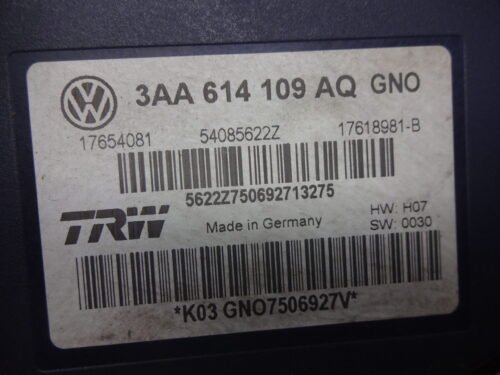 3AA 614 109 AQ GNO
17654081 54085622Z 17618981-B
5622Z750692713275
TRW Made in Germany HW: H07
SW: 0030
*K03 GNO7506927V*